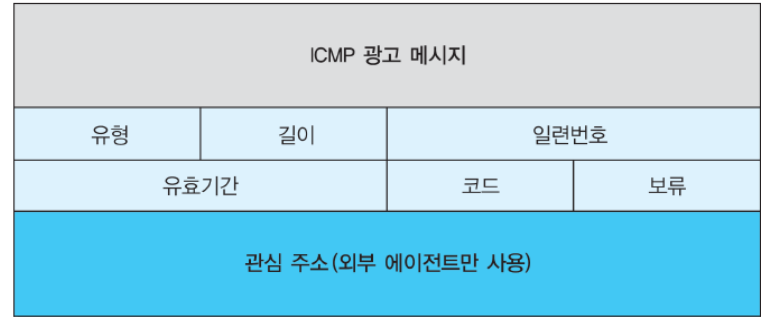 ICMP 광고 메시지
유형 길이 일련번호
유효기간 코드 보류
관심 주소(외부 에이전트만 사용)